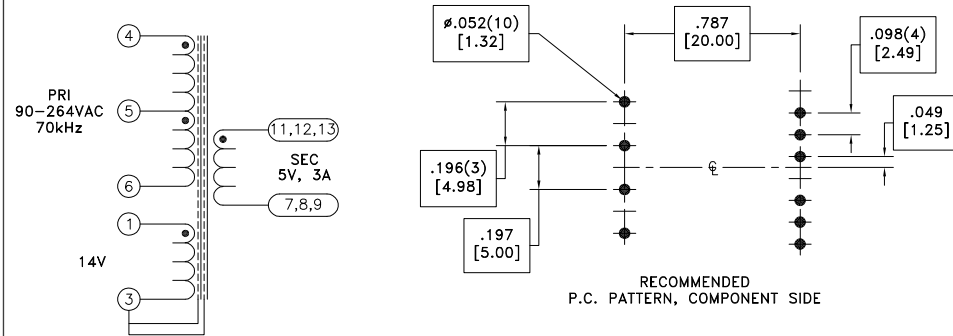 4
PRI
90-264VAC
70kHz
5
6
1
14V
3
11,12,13
SEC
5V, 3A
7,8,9
ø.052(10)
[1.32]
.787
[20.00]
.098(4)
[2.49]
.049
[1.25]
.196(3)
[4.98]
.197
[5.00]
℄
RECOMMENDED
P.C. PATTERN, COMPONENT SIDE